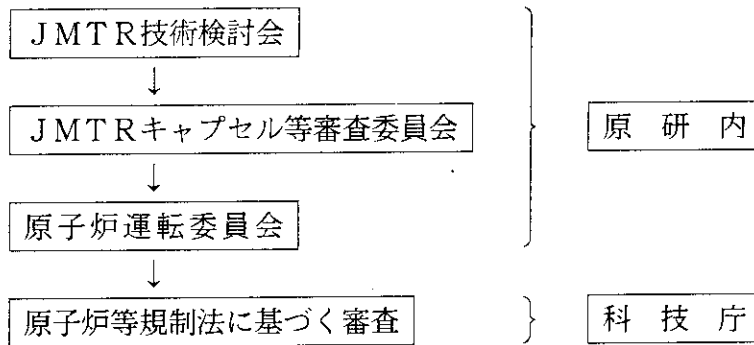 JMTR技術検討会
↓
JMTRキャプセル等審査委員会
原研内
↓
原子炉運転委員会
↓
原子炉等規制法に基づく審査
科技庁